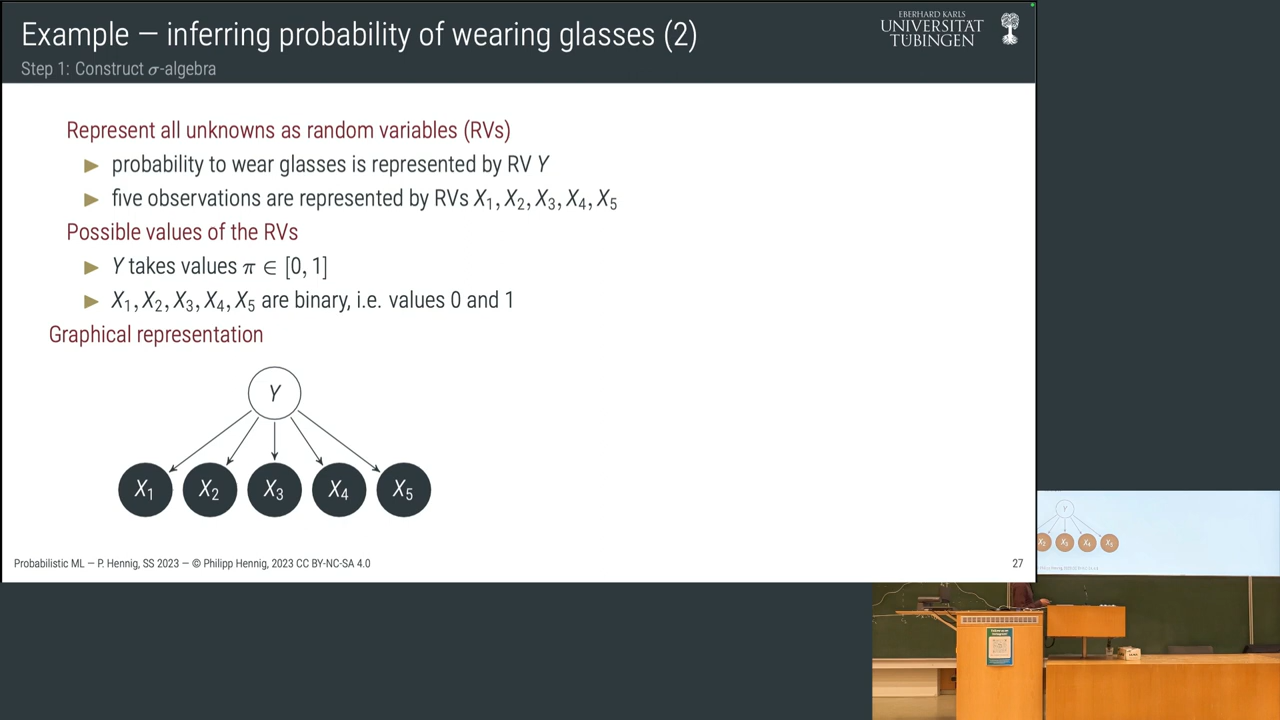 Example — inferring probability of wearing glasses (2)
Step 1: Construct σ-algebra
EBERHARD KARLS
UNIVERSITÄT
TÜBINGEN
Represent all unknowns as random variables (RVs)
▶ probability to wear glasses is represented by RV Y
▶ five observations are represented by RVs X₁, X₂, X₃, X₄, X₅
Possible values of the RVs
▶ Y takes values π ∈ [0, 1]
▶ X₁, X₂, X₃, X₄, X₅ are binary, i.e. values 0 and 1
Graphical representation
Y
X₁ X₂ X₃ X₄ X₅
Probabilistic ML — P. Hennig, SS 2023 — © Philipp Hennig, 2023 CC BY-NC-SA 4.0
27
Y
X₂ X₃ X₄ X₅